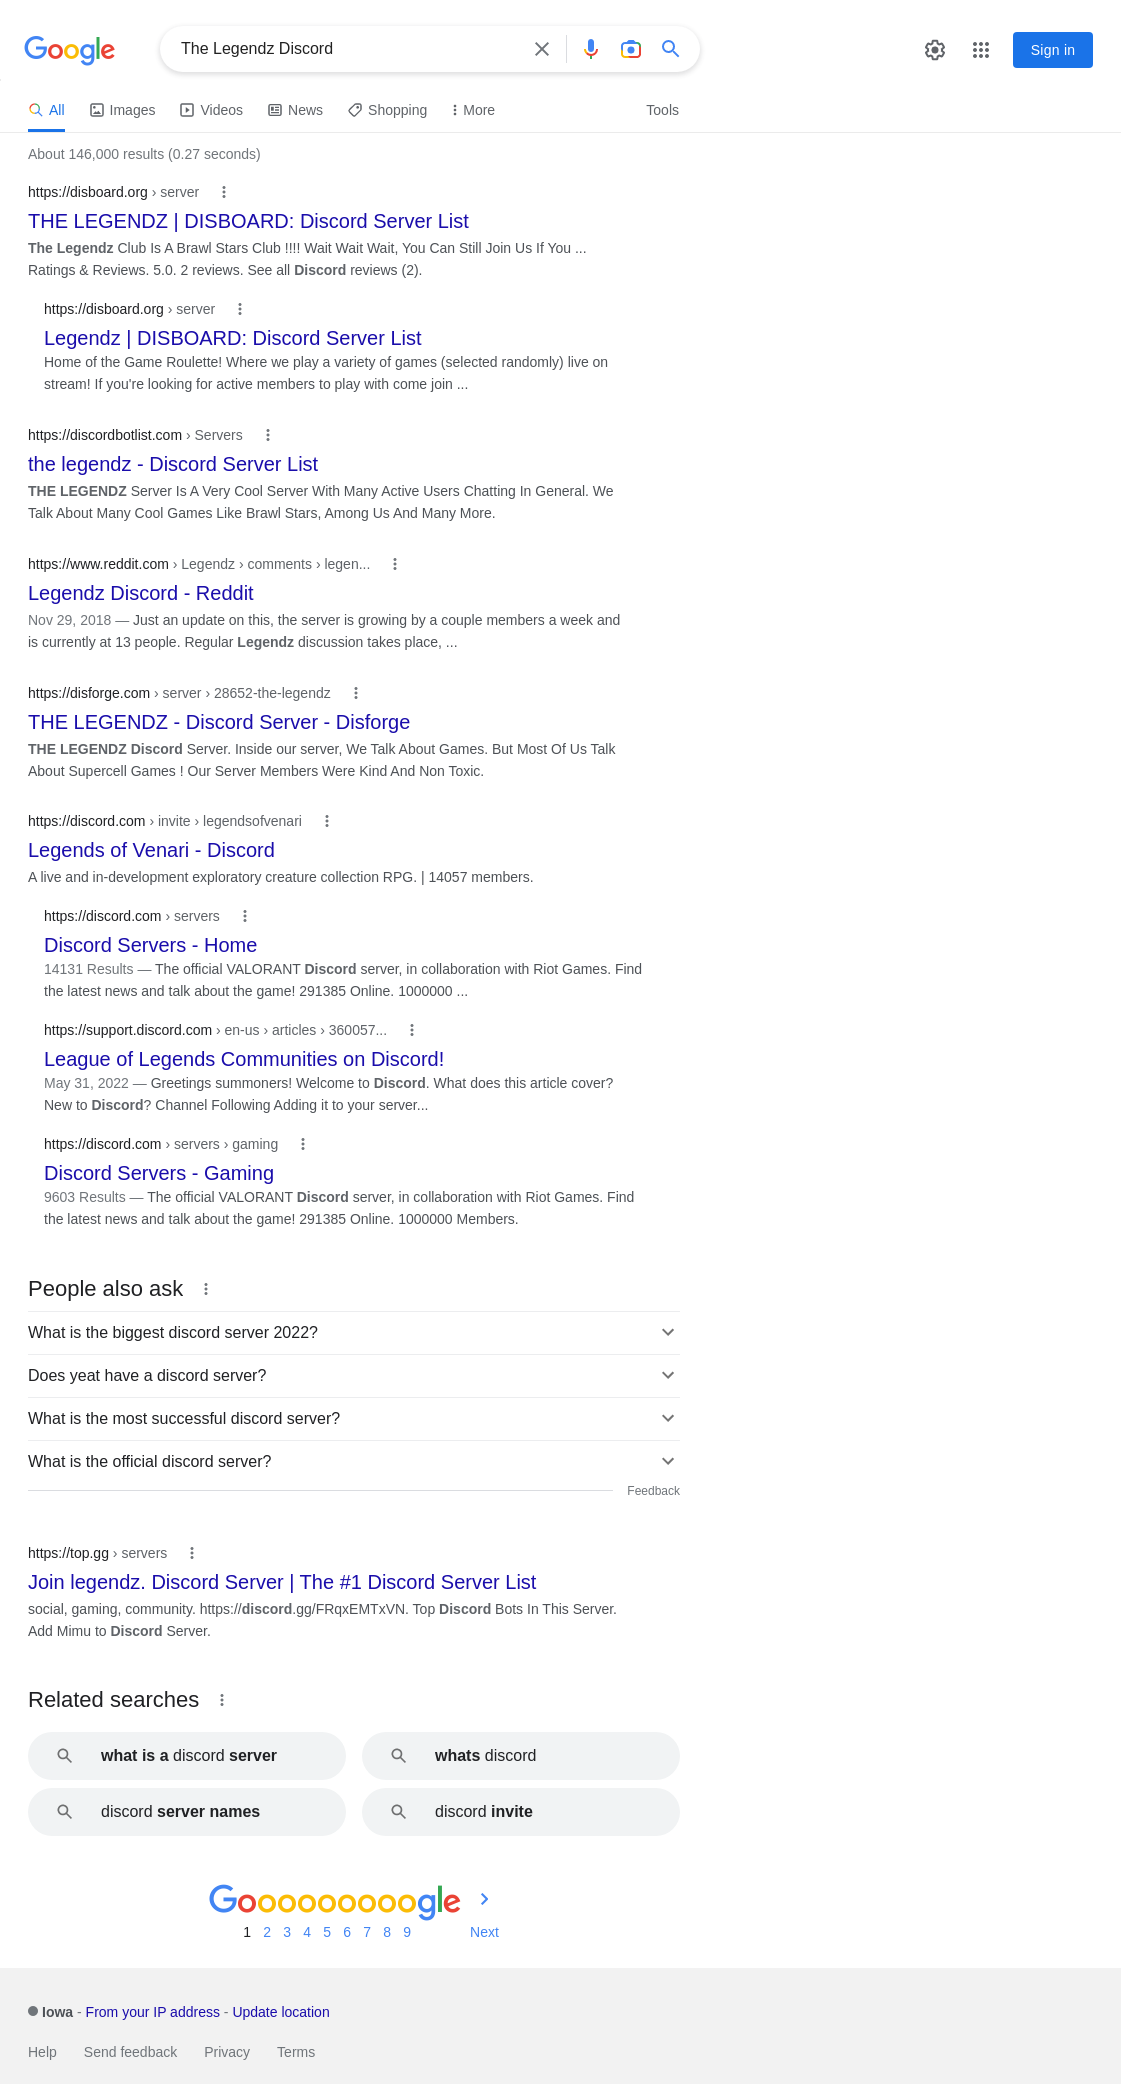 Google
The Legendz Discord
Sign in
All
Images
Videos
News
Shopping
More
Tools
About 146,000 results (0.27 seconds)
https://disboard.org › server
THE LEGENDZ | DISBOARD: Discord Server List
The Legendz Club Is A Brawl Stars Club !!!! Wait Wait Wait, You Can Still Join Us If You ...
Ratings & Reviews. 5.0. 2 reviews. See all Discord reviews (2).
https://disboard.org › server
Legendz | DISBOARD: Discord Server List
Home of the Game Roulette! Where we play a variety of games (selected randomly) live on
stream! If you're looking for active members to play with come join ...
https://discordbotlist.com › Servers
the legendz - Discord Server List
THE LEGENDZ Server Is A Very Cool Server With Many Active Users Chatting In General. We
Talk About Many Cool Games Like Brawl Stars, Among Us And Many More.
https://www.reddit.com › Legendz › comments › legen...
Legendz Discord - Reddit
Nov 29, 2018 — Just an update on this, the server is growing by a couple members a week and
is currently at 13 people. Regular Legendz discussion takes place, ...
https://disforge.com › server › 28652-the-legendz
THE LEGENDZ - Discord Server - Disforge
THE LEGENDZ Discord Server. Inside our server, We Talk About Games. But Most Of Us Talk
About Supercell Games ! Our Server Members Were Kind And Non Toxic.
https://discord.com › invite › legendsofvenari
Legends of Venari - Discord
A live and in-development exploratory creature collection RPG. | 14057 members.
https://discord.com › servers
Discord Servers - Home
14131 Results — The official VALORANT Discord server, in collaboration with Riot Games. Find
the latest news and talk about the game! 291385 Online. 1000000 ...
https://support.discord.com › en-us › articles › 360057...
League of Legends Communities on Discord!
May 31, 2022 — Greetings summoners! Welcome to Discord. What does this article cover?
New to Discord? Channel Following Adding it to your server...
https://discord.com › servers › gaming
Discord Servers - Gaming
9603 Results — The official VALORANT Discord server, in collaboration with Riot Games. Find
the latest news and talk about the game! 291385 Online. 1000000 Members.
People also ask
What is the biggest discord server 2022?
Does yeat have a discord server?
What is the most successful discord server?
What is the official discord server?
Feedback
https://top.gg › servers
Join legendz. Discord Server | The #1 Discord Server List
social, gaming, community. https://discord.gg/FRqxEMTxVN. Top Discord Bots In This Server.
Add Mimu to Discord Server.
Related searches
what is a discord server
whats discord
discord server names
discord invite
Goooooooooogle
1 2 3 4 5 6 7 8 9 Next
Iowa - From your IP address - Update location
Help Send feedback Privacy Terms